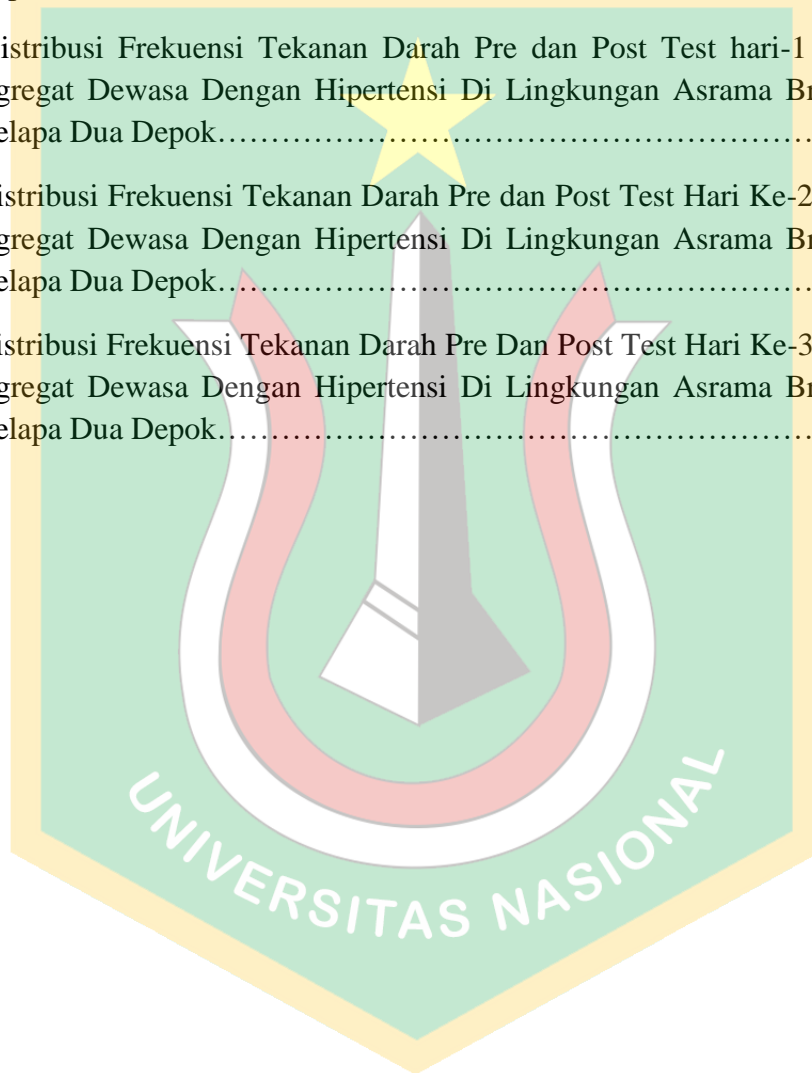 istribusi Frekuensi Tekanan Darah Pre dan Post Test hari-1
gregat Dewasa Dengan Hipertensi Di Lingkungan Asrama Br
elapa Dua Depok……………………………………………………
istribusi Frekuensi Tekanan Darah Pre dan Post Test Hari Ke-2
gregat Dewasa Dengan Hipertensi Di Lingkungan Asrama Br
elapa Dua Depok……………………………………………………
istribusi Frekuensi Tekanan Darah Pre Dan Post Test Hari Ke-3
gregat Dewasa Dengan Hipertensi Di Lingkungan Asrama Br
elapa Dua Depok……………………………………………………
UNIVERSITAS NASIONAL